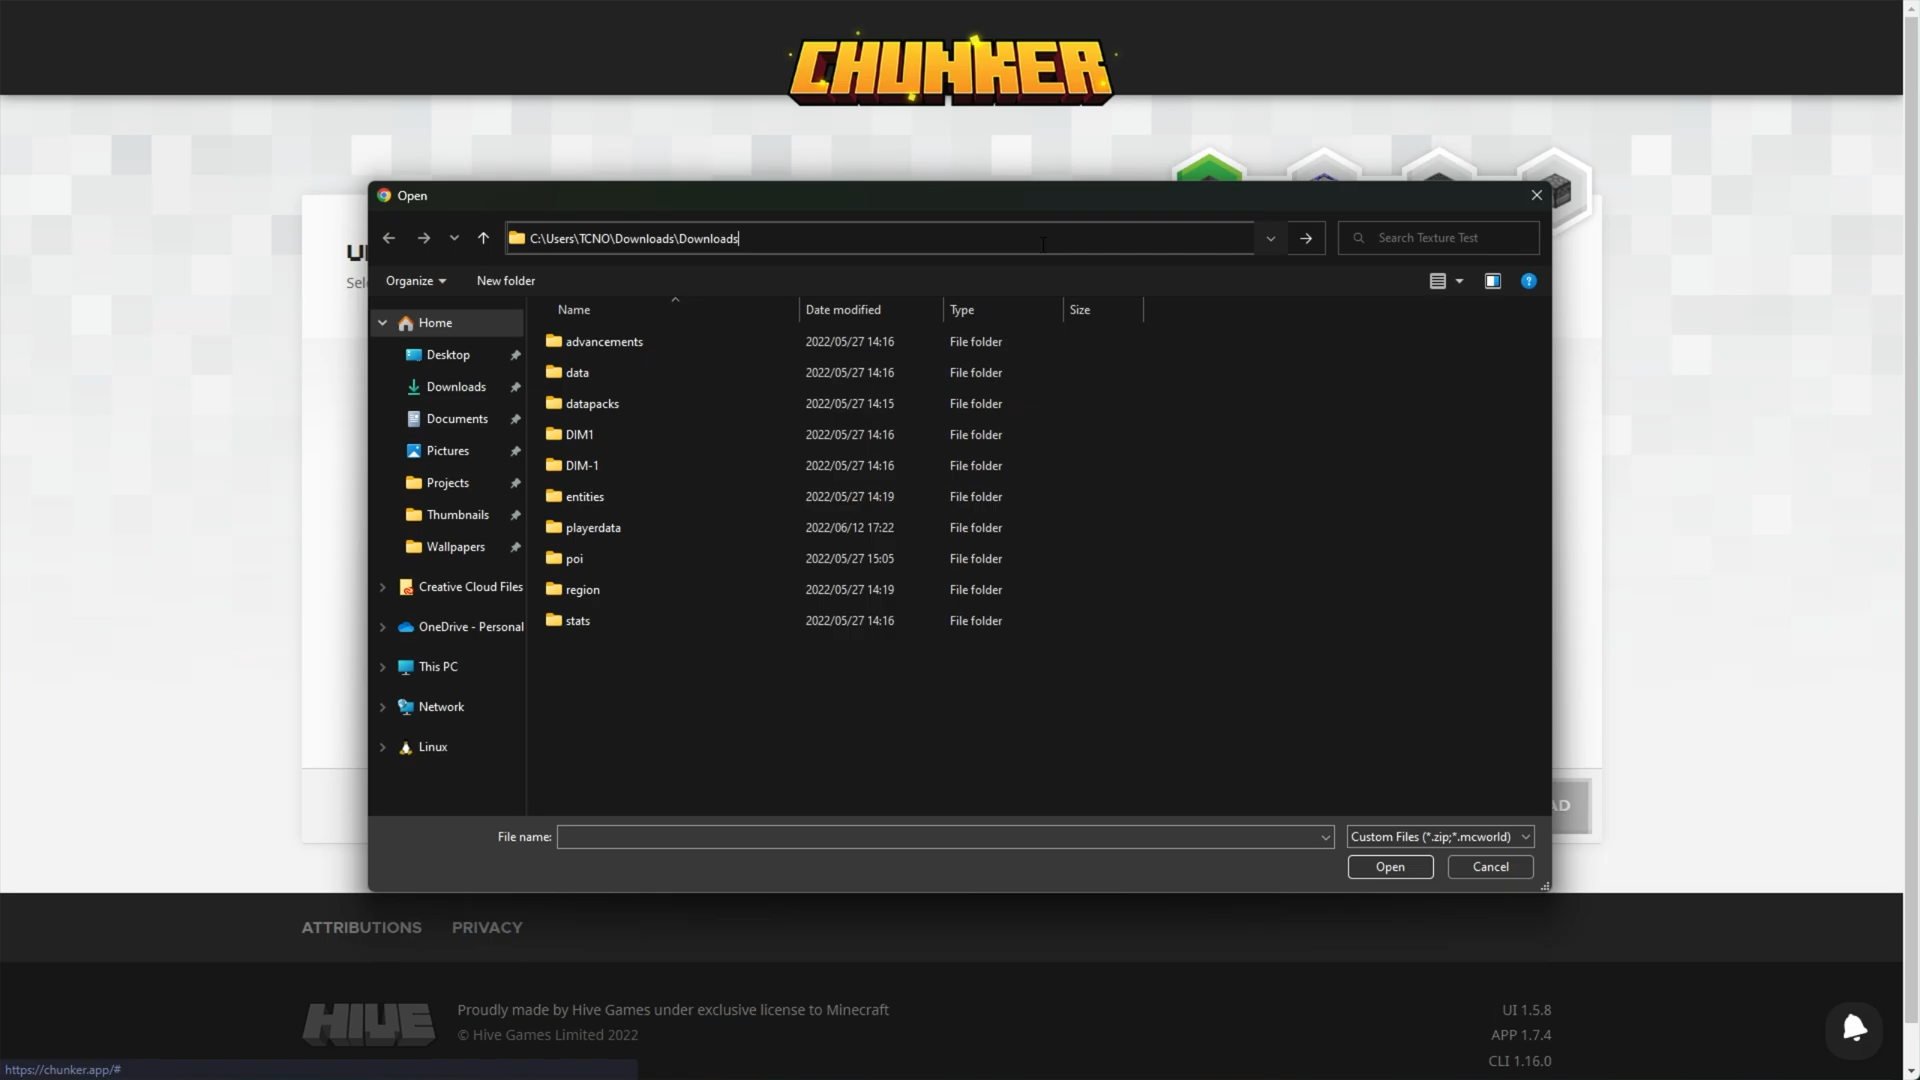 CHUNKER
Open
C:\Users\TCNO\Downloads\Downloads
Search Texture Test
Organize
New folder
Name
Date modified
Type
Size
Home
Desktop
Downloads
Documents
Pictures
Projects
Thumbnails
Wallpapers
Creative Cloud Files
OneDrive - Personal
This PC
Network
Linux
advancements 2022/05/27 14:16 File folder
data 2022/05/27 14:16 File folder
datapacks 2022/05/27 14:15 File folder
DIM1 2022/05/27 14:16 File folder
DIM-1 2022/05/27 14:16 File folder
entities 2022/05/27 14:19 File folder
playerdata 2022/06/12 17:22 File folder
poi 2022/05/27 15:05 File folder
region 2022/05/27 14:19 File folder
stats 2022/05/27 14:16 File folder
File name:
Custom Files (*.zip;*.mcworld)
Open
Cancel
ATTRIBUTIONS
PRIVACY
HIVE
Proudly made by Hive Games under exclusive license to Minecraft
© Hive Games Limited 2022
UI 1.5.8
APP 1.7.4
CLI 1.16.0
https://chunker.app/#